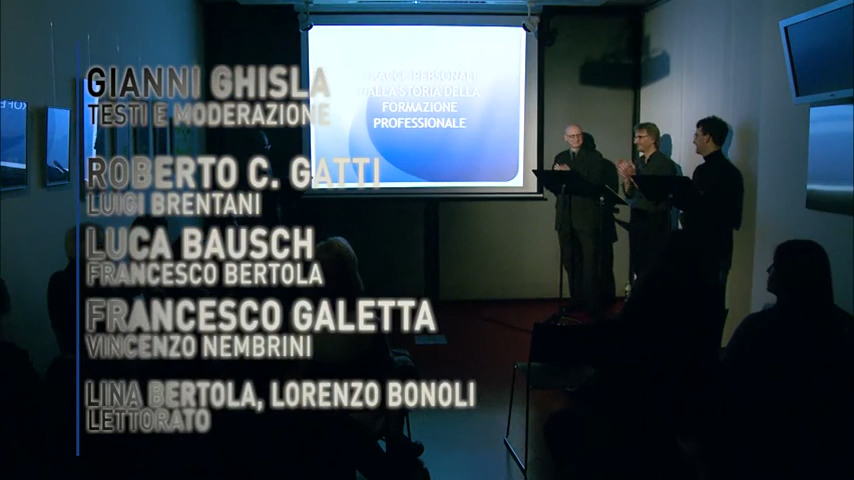 GIANNI GHISLA
TESTI E MODERAZIONE
ROBERTO C. GATTI
LUIGI BRENTANI
LUCA BAUSCH
FRANCESCO BERTOLA
FRANCESCO GALETTA
VINCENZO NEMBRINI
LINA BERTOLA, LORENZO BONOLI
LETTORATO
PERSONALI
DALLA STORIA DELLA
FORMAZIONE
PROFESSIONALE